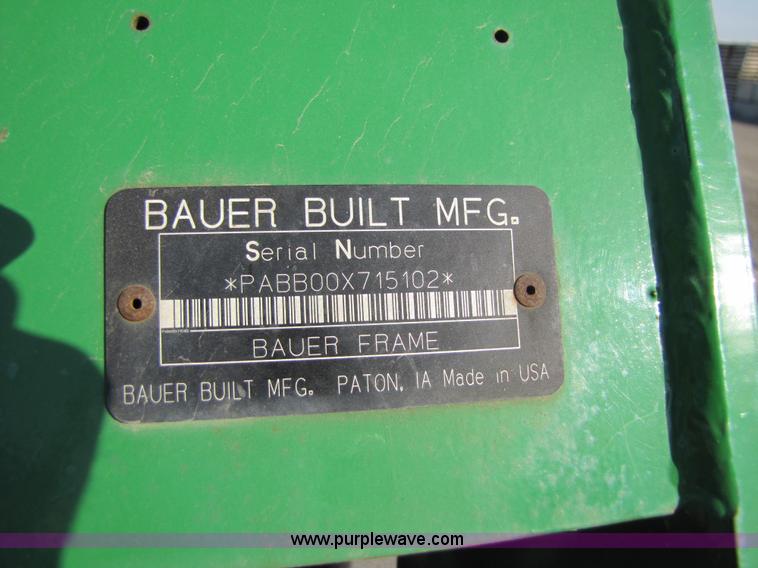 BAUER BUILT MFG.
Serial Number
*PABB00X715102*
BAUER FRAME
BAUER BUILT MFG. PATON, IA Made in USA
www.purplewave.com